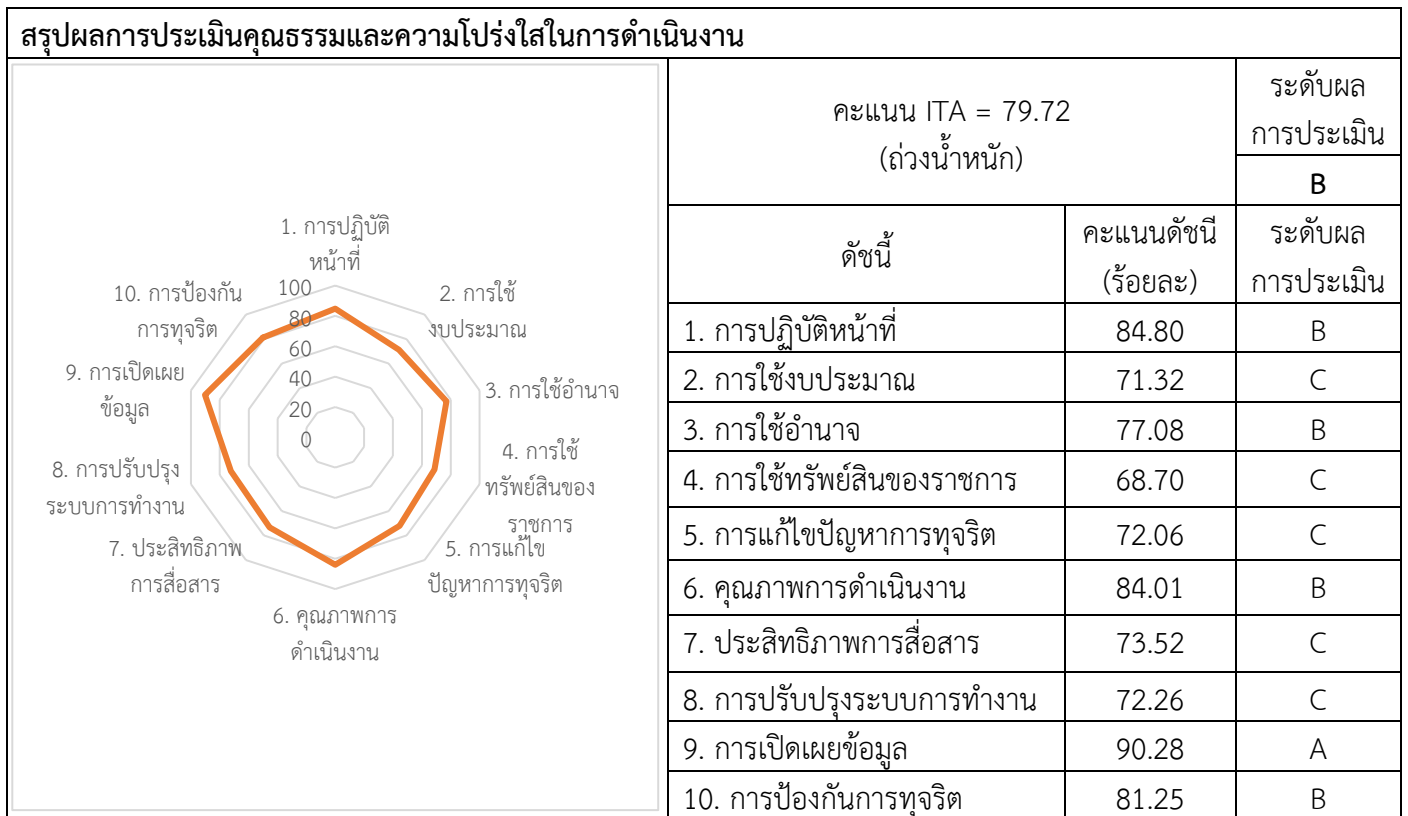 สรุปผลการประเมินคุณธรรมและความโปร่งใสในการดำเนินงาน
1. การปฏิบัติ
หน้าที่
2. การใช้
งบประมาณ
3. การใช้อำนาจ
4. การใช้
ทรัพย์สินของ
ราชการ
5. การแก้ไข
ปัญหาการทุจริต
6. คุณภาพการ
ดำเนินงาน
7. ประสิทธิภาพ
การสื่อสาร
8. การปรับปรุง
ระบบการทำงาน
9. การเปิดเผย
ข้อมูล
10. การป้องกัน
การทุจริต
100
80
60
40
20
0
คะแนน ITA = 79.72
(ถ่วงน้ำหนัก)
ระดับผล
การประเมิน
B
ดัชนี้
คะแนนดัชนี
(ร้อยละ)
ระดับผล
การประเมิน
1. การปฏิบัติหน้าที่ 84.80 B
2. การใช้งบประมาณ 71.32 C
3. การใช้อำนาจ 77.08 B
4. การใช้ทรัพย์สินของราชการ 68.70 C
5. การแก้ไขปัญหาการทุจริต 72.06 C
6. คุณภาพการดำเนินงาน 84.01 B
7. ประสิทธิภาพการสื่อสาร 73.52 C
8. การปรับปรุงระบบการทำงาน 72.26 C
9. การเปิดเผยข้อมูล 90.28 A
10. การป้องกันการทุจริต 81.25 B